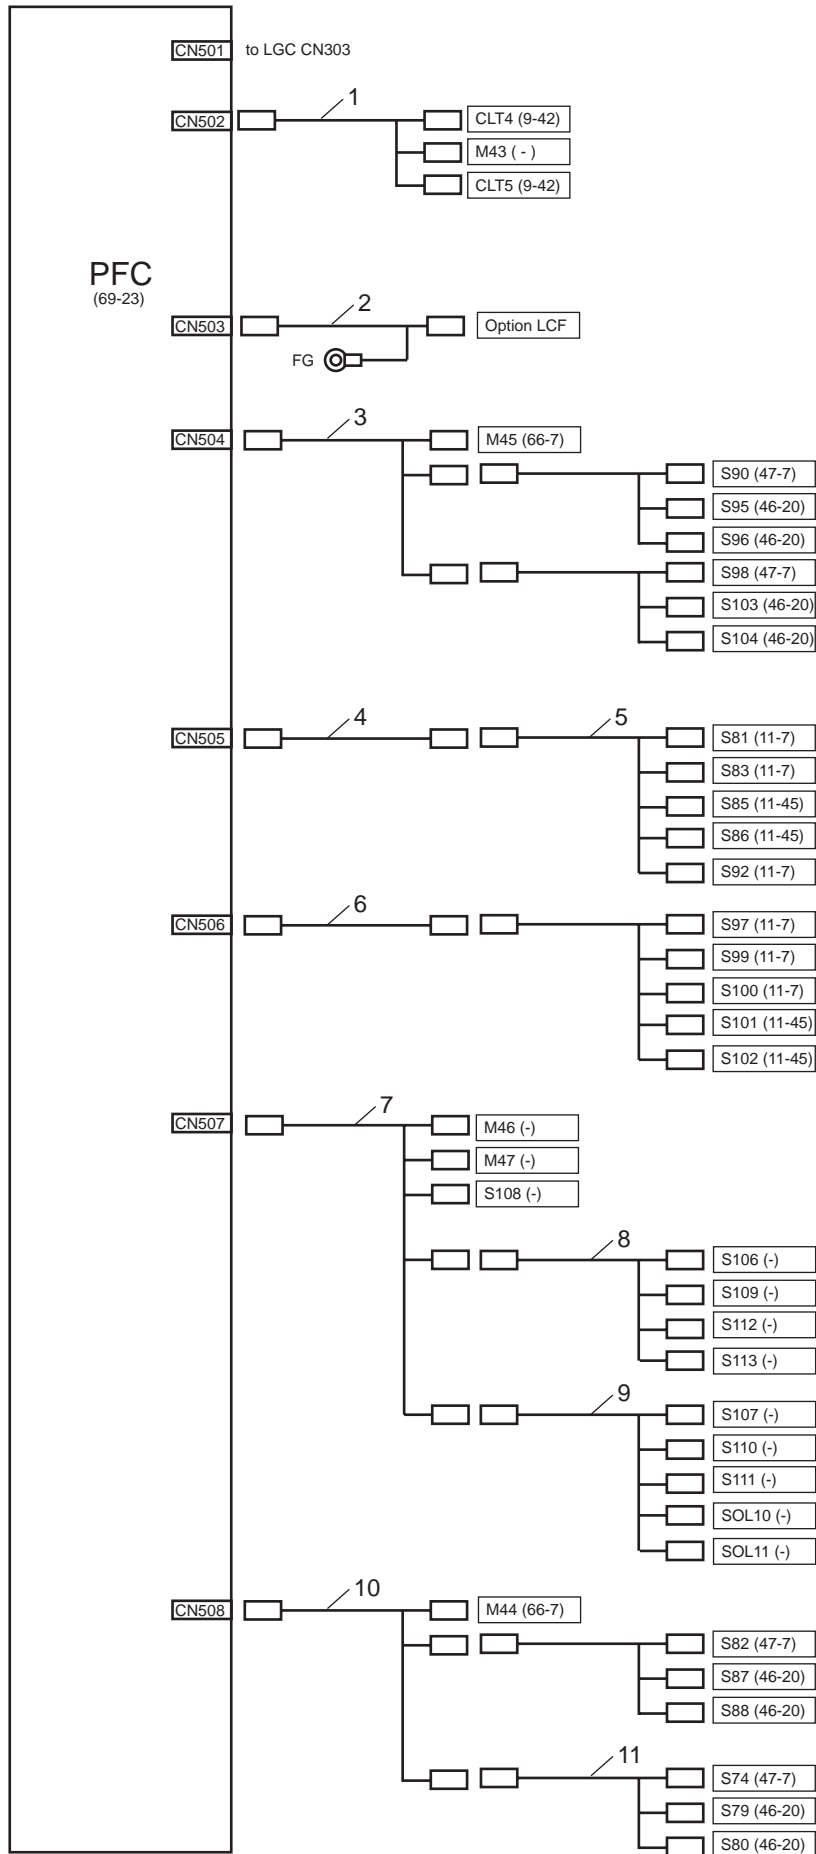 CN501 to LGC CN303
1
CN502 CLT4 (9-42)
M43 ( - )
CLT5 (9-42)
PFC
(69-23)
2
CN503 Option LCF
FG
3
CN504 M45 (66-7)
S90 (47-7)
S95 (46-20)
S96 (46-20)
S98 (47-7)
S103 (46-20)
S104 (46-20)
4 5
CN505 S81 (11-7)
S83 (11-7)
S85 (11-45)
S86 (11-45)
S92 (11-7)
6
CN506 S97 (11-7)
S99 (11-7)
S100 (11-7)
S101 (11-45)
S102 (11-45)
7
CN507 M46 (-)
M47 (-)
S108 (-)
8
S106 (-)
S109 (-)
S112 (-)
S113 (-)
9
S107 (-)
S110 (-)
S111 (-)
SOL10 (-)
SOL11 (-)
10
CN508 M44 (66-7)
S82 (47-7)
S87 (46-20)
S88 (46-20)
11
S74 (47-7)
S79 (46-20)
S80 (46-20)